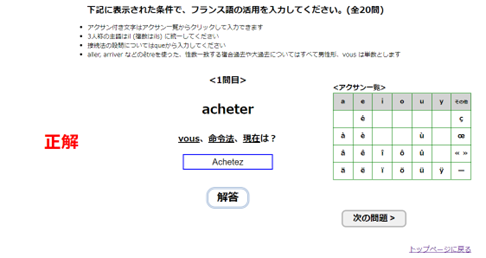 下記に表示された条件で、フランス語の活用を入力してください。(全20問)
• アクサン付き文字はアクサン一覧からクリックして入力できます
• 3人称の主語はil (複数はils) に統一してください
• 接続法の設問についてはqueから入力してください
• aller, arriver などのêtreを使った、性数一致する複合過去や大過去についてはすべて男性形、vous は単数とします
<1問目>
acheter
vous、命令法、現在は？
正解
Achetez
解答
<アクサン一覧>
a e i o u y その他
é ç
à è ù œ
â ê î ô û « »
ä ë ï ö ü ÿ —
次の問題 >
トップページに戻る